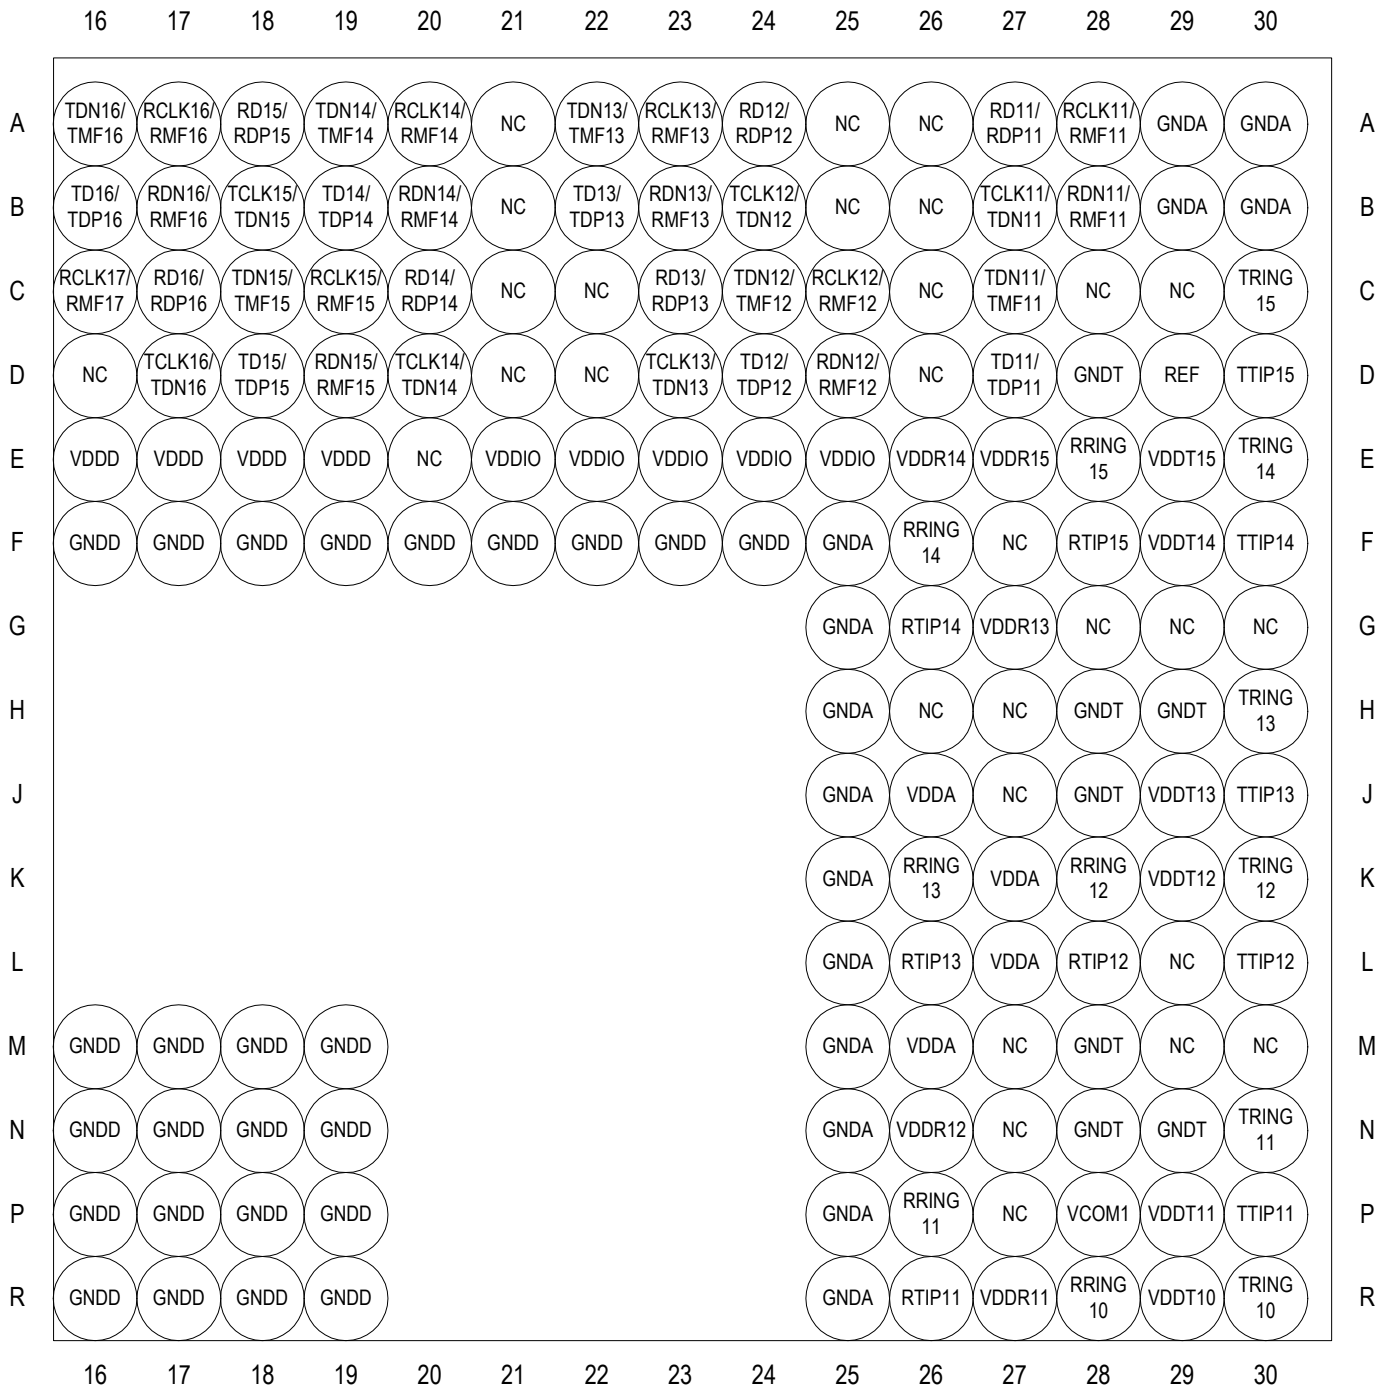 16 17 18 19 20 21 22 23 24 25 26 27 28 29 30
A TDN16/ RCLK16/ RD15/ TDN14/ RCLK14/ NC TDN13/ RCLK13/ RD12/ NC NC RD11/ RCLK11/ GNDA GNDA A
TMF16 RMF16 RDP15 TMF14 RMF14 TMF13 RMF13 RDP12 RDP11 RMF11
B TD16/ RDN16/ TCLK15/ TD14/ RDN14/ NC TD13/ RDN13/ TCLK12/ NC NC TCLK11/ RDN11/ GNDA GNDA B
TDP16 RMF16 TDN15 TDP14 RMF14 TDP13 RMF13 TDN12 TDN11 RMF11
C RCLK17/ RD16/ TDN15/ RCLK15/ RD14/ NC NC RD13/ TDN12/ RCLK12/ NC TDN11/ NC NC TRING C
RMF17 RDP16 TMF15 RMF15 RDP14 RDP13 TMF12 RMF12 TMF11 15
D NC TCLK16/ TD15/ RDN15/ TCLK14/ NC NC TCLK13/ TD12/ RDN12/ NC TD11/ GNDT REF TTIP15 D
TDN16 TDP15 RMF15 TDN14 TDN13 TDP12 RMF12 TDP11
E VDDD VDDD VDDD VDDD NC VDDIO VDDIO VDDIO VDDIO VDDIO VDDR14 VDDR15 RRING VDDT15 TRING E
15 14
F GNDD GNDD GNDD GNDD GNDD GNDD GNDD GNDD GNDD GNDA RRING NC RTIP15 VDDT14 TTIP14 F
14
G GNDA RTIP14 VDDR13 NC NC NC G
H GNDA NC NC GNDT GNDT TRING H
13
J GNDA VDDA NC GNDT VDDT13 TTIP13 J
K GNDA RRING VDDA RRING VDDT12 TRING K
13 12 12
L GNDA RTIP13 VDDA RTIP12 NC TTIP12 L
M GNDD GNDD GNDD GNDD GNDA VDDA NC GNDT NC NC M
N GNDD GNDD GNDD GNDD GNDA VDDR12 NC GNDT GNDT TRING N
11
P GNDD GNDD GNDD GNDD GNDA RRING NC VCOM1 VDDT11 TTIP11 P
11
R GNDD GNDD GNDD GNDD GNDA RTIP11 VDDR11 RRING VDDT10 TRING R
10 10
16 17 18 19 20 21 22 23 24 25 26 27 28 29 30